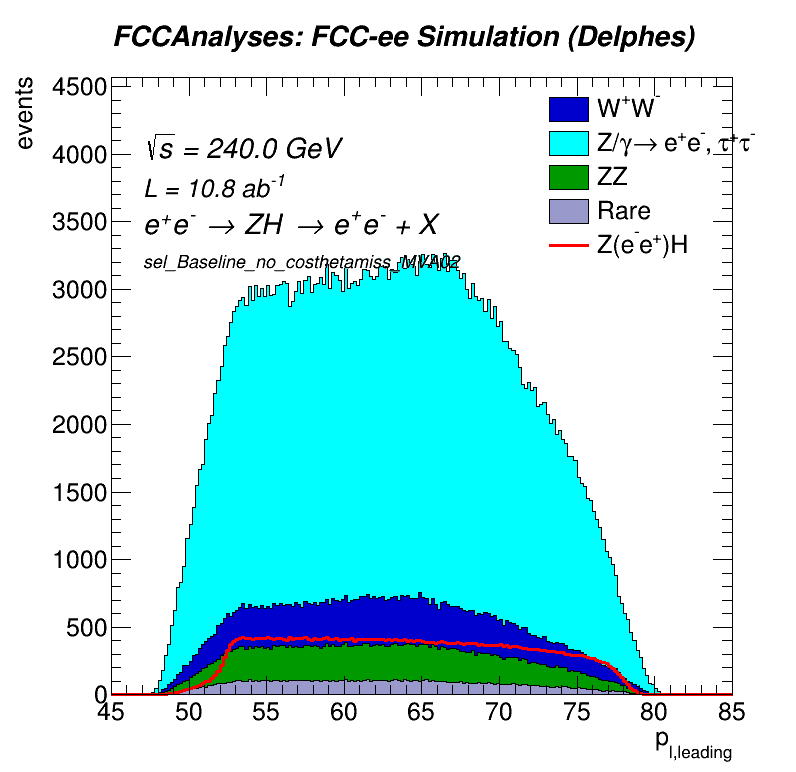 FCCAnalyses: FCC-ee Simulation (Delphes)
events
4500
4000
3500
3000
2500
2000
1500
1000
500
0
√s = 240.0 GeV
L = 10.8 ab⁻¹
e⁺e⁻ → ZH → e⁺e⁻ + X
sel_Baseline_no_costhetamiss_MVA02
W⁺W⁻
Z/γ→ e⁺e⁻, τ⁺τ⁻
ZZ
Rare
Z(e⁻e⁺)H
45 50 55 60 65 70 75 80 85
p_l,leading